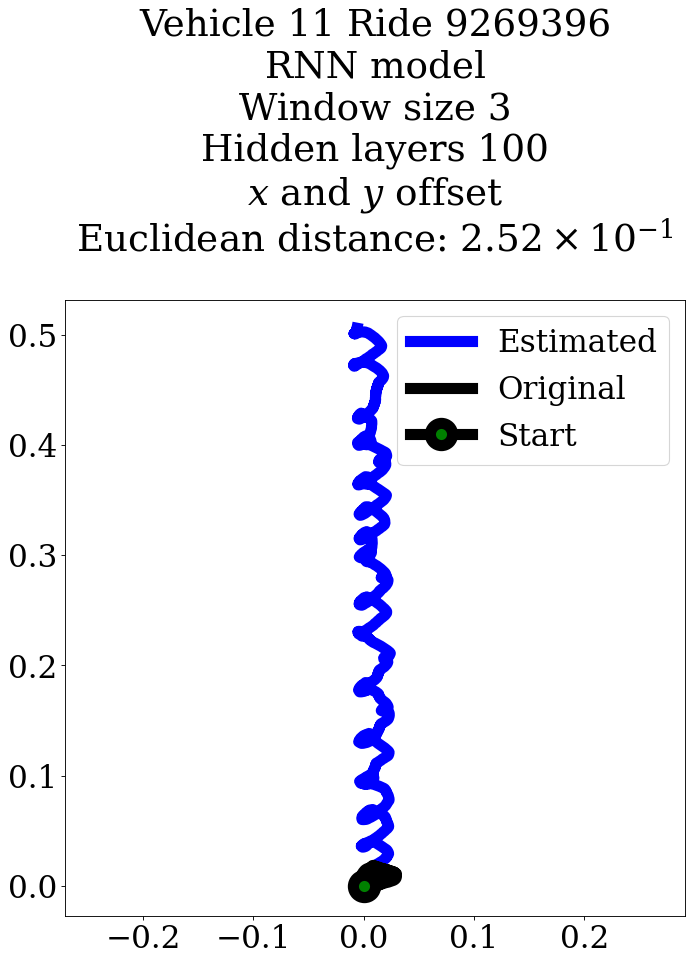 Vehicle 11 Ride 9269396
RNN model
Window size 3
Hidden layers 100
x and y offset
Euclidean distance: 2.52 × 10⁻¹
Estimated
Original
Start
0.5
0.4
0.3
0.2
0.1
0.0
−0.2 −0.1 0.0 0.1 0.2